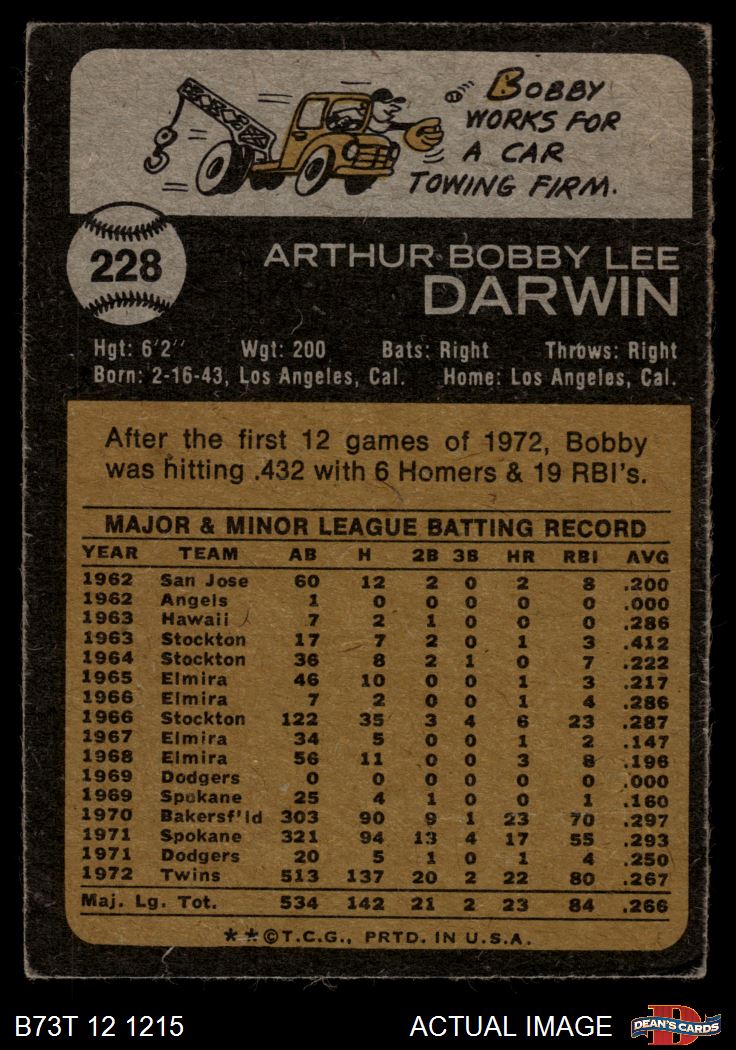 BOBBY
WORKS FOR
A CAR
TOWING FIRM.
228
ARTHUR·BOBBY LEE
DARWIN
Hgt: 6'2" Wgt: 200 Bats: Right Throws: Right
Born: 2-16-43, Los Angeles, Cal. Home: Los Angeles, Cal.
After the first 12 games of 1972, Bobby
was hitting .432 with 6 Homers & 19 RBI's.
MAJOR & MINOR LEAGUE BATTING RECORD
YEAR TEAM AB H 2B 3B HR RBI AVG
1962 San Jose 60 12 2 0 2 8 .200
1962 Angels 1 0 0 0 0 0 .000
1963 Hawaii 7 2 1 0 0 0 .286
1963 Stockton 17 7 2 0 1 3 .412
1964 Stockton 36 8 2 1 0 7 .222
1965 Elmira 46 10 0 0 1 3 .217
1966 Elmira 7 2 0 0 1 4 .286
1966 Stockton 122 35 3 4 6 23 .287
1967 Elmira 34 5 0 0 1 2 .147
1968 Elmira 56 11 0 0 3 8 .196
1969 Dodgers 0 0 0 0 0 0 .000
1969 Spokane 25 4 1 0 0 1 .160
1970 Bakersf'ld 303 90 9 1 23 70 .297
1971 Spokane 321 94 13 4 17 55 .293
1971 Dodgers 20 5 1 0 1 4 .250
1972 Twins 513 137 20 2 22 80 .267
Maj. Lg. Tot. 534 142 21 2 23 84 .266
**©T.C.G., PRTD. IN U.S.A.
B73T 12 1215 ACTUAL IMAGE
DEAN'S CARDS